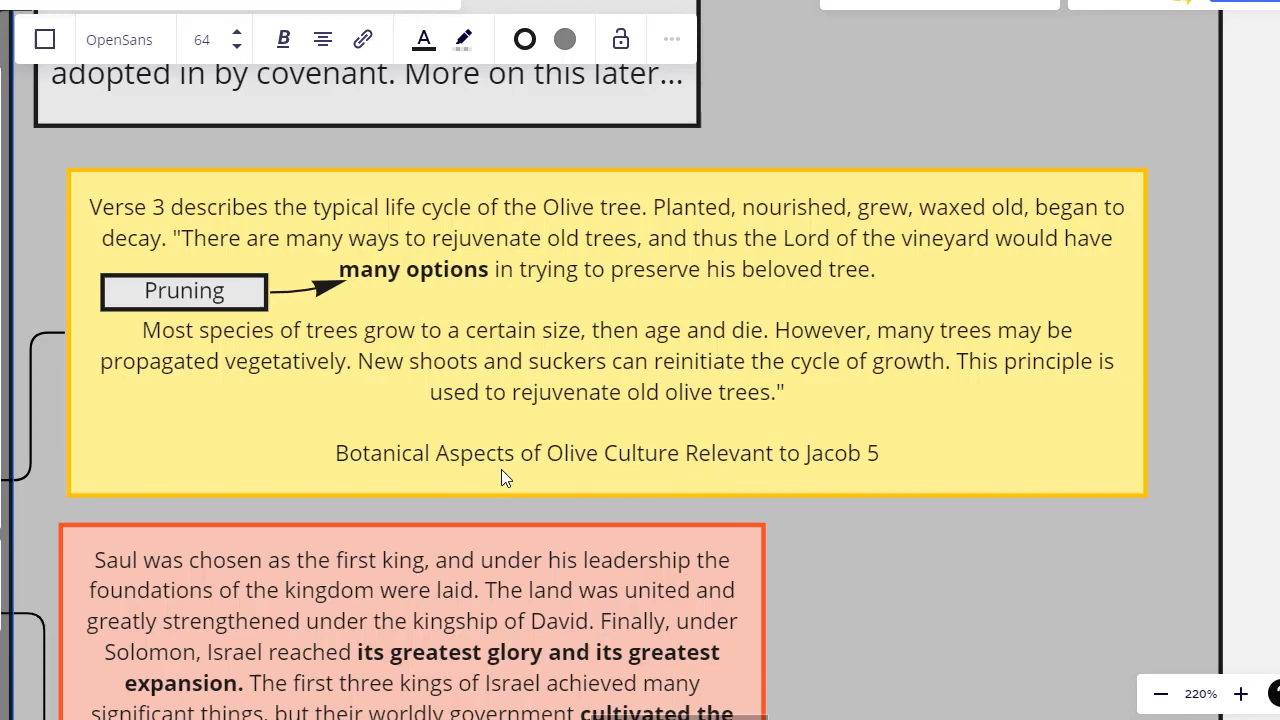 OpenSans 64 B A
adopted in by covenant. More on this later...
Verse 3 describes the typical life cycle of the Olive tree. Planted, nourished, grew, waxed old, began to
decay. "There are many ways to rejuvenate old trees, and thus the Lord of the vineyard would have
many options in trying to preserve his beloved tree.
Pruning
Most species of trees grow to a certain size, then age and die. However, many trees may be
propagated vegetatively. New shoots and suckers can reinitiate the cycle of growth. This principle is
used to rejuvenate old olive trees."
Botanical Aspects of Olive Culture Relevant to Jacob 5
Saul was chosen as the first king, and under his leadership the
foundations of the kingdom were laid. The land was united and
greatly strengthened under the kingship of David. Finally, under
Solomon, Israel reached its greatest glory and its greatest
expansion. The first three kings of Israel achieved many
significant things, but their worldly government cultivated the
220%